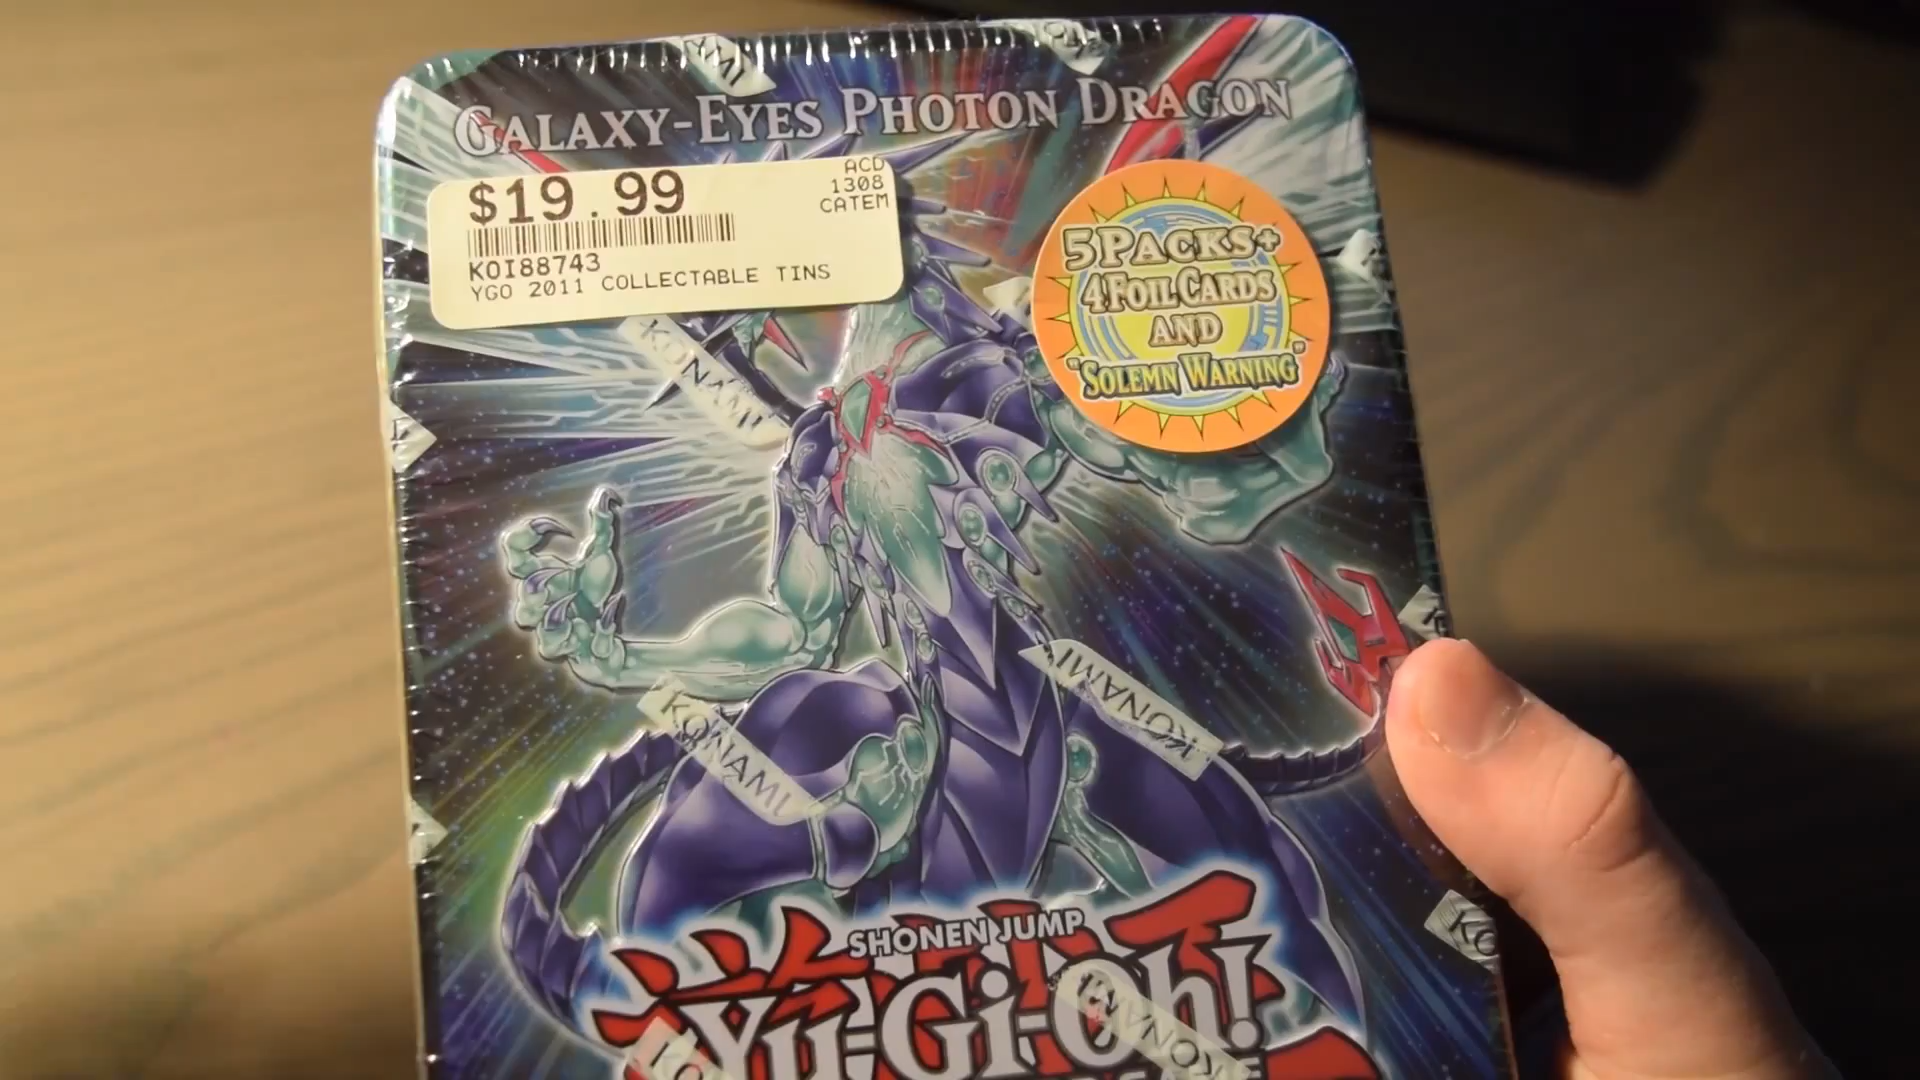 GALAXY-EYES PHOTON DRAGON
$19.99
ACD
1308
CATEM
KOI88743
YGO 2011 COLLECTABLE TINS
5 PACKS+
4 FOIL CARDS
AND
"SOLEMN WARNING"
KONAMI
KONAMI
KONAMI
SHONEN JUMP
Yu-Gi-Oh!
KONAMI